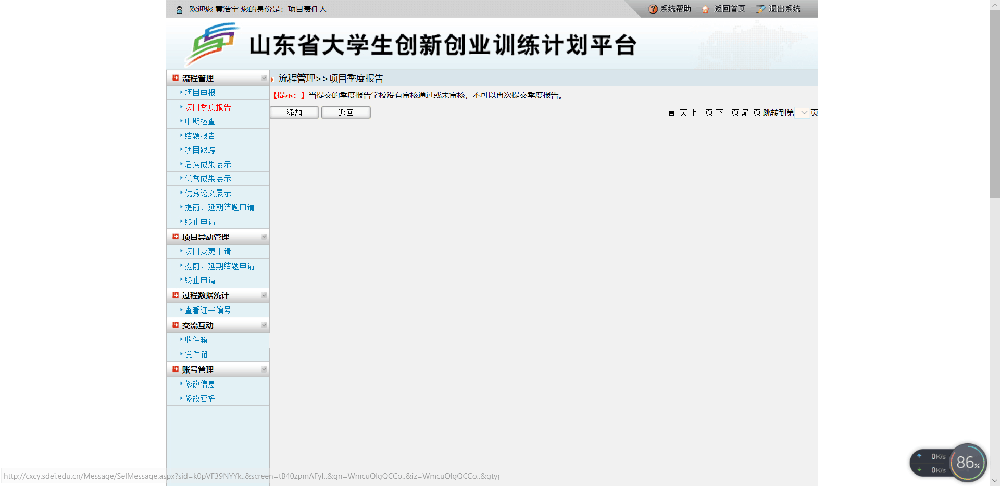 欢迎您 黄浩宇 您的身份是：项目责任人
系统帮助 返回首页 退出系统
山东省大学生创新创业训练计划平台
流程管理
项目申报
项目季度报告
中期检查
结题报告
项目跟踪
后续成果展示
优秀成果展示
优秀论文展示
提前、延期结题申请
终止申请
项目异动管理
项目变更申请
提前、延期结题申请
终止申请
过程数据统计
查看证书编号
交流互动
收件箱
发件箱
账号管理
修改信息
修改密码
流程管理>>项目季度报告
【提示：】当提交的季度报告学校没有审核通过或未审核，不可以再次提交季度报告。
添加 返回
首 页 上一页 下一页 尾 页 跳转到第 页
0K/s
0K/s
86%
http://cxcy.sdei.edu.cn/Message/SelMessage.aspx?sid=k0pVF39NYYk..&screen=tB40zpmAFyI..&gn=WmcuQlgQCCo..&iz=WmcuQlgQCCo..&gtyp